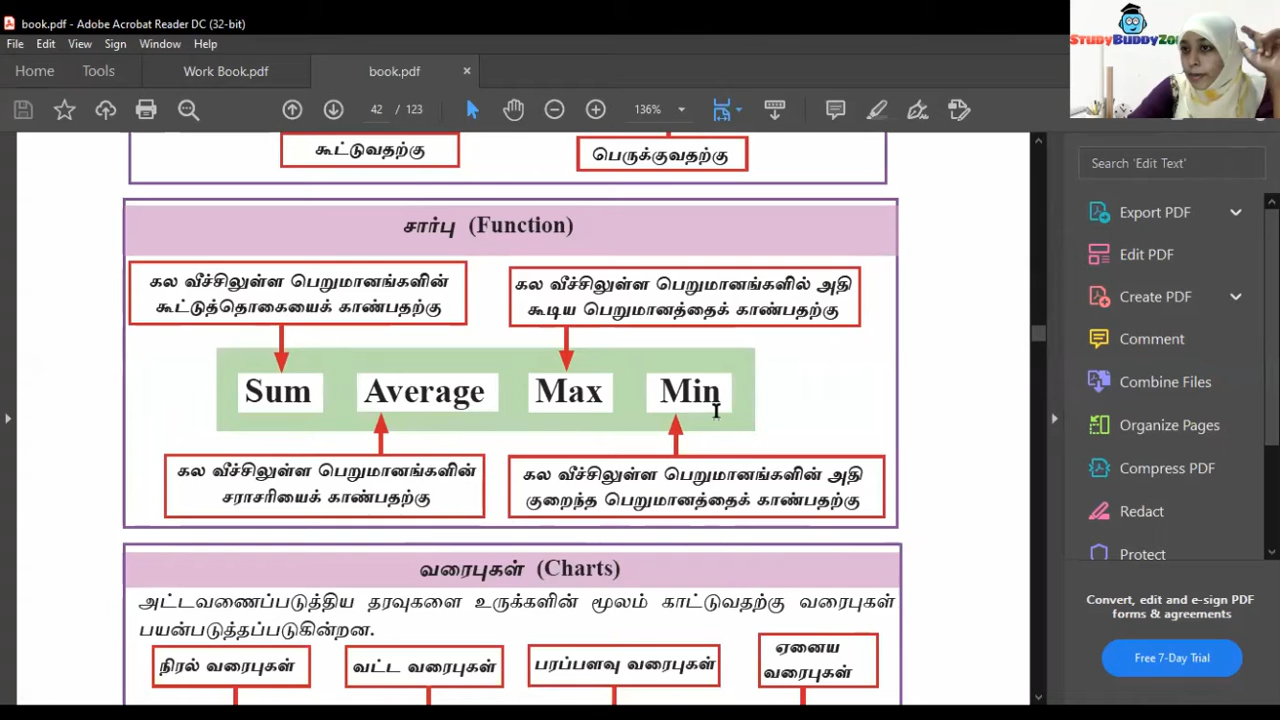 book.pdf - Adobe Acrobat Reader DC (32-bit)
File Edit View Sign Window Help
Home Tools Work Book.pdf book.pdf ×
42 / 123 136%
StudyBuddyZo
கூட்டுவதற்கு
பெருக்குவதற்கு
சார்பு (Function)
கல வீச்சிலுள்ள பெறுமானங்களின்
கூட்டுத்தொகையைக் காண்பதற்கு
கல வீச்சிலுள்ள பெறுமானங்களில் அதி
கூடிய பெறுமானத்தைக் காண்பதற்கு
Sum Average Max Min
கல வீச்சிலுள்ள பெறுமானங்களின்
சராசரியைக் காண்பதற்கு
கல வீச்சிலுள்ள பெறுமானங்களின் அதி
குறைந்த பெறுமானத்தைக் காண்பதற்கு
வரைபுகள் (Charts)
அட்டவணைப்படுத்திய தரவுகளை உருக்களின் மூலம் காட்டுவதற்கு வரைபுகள்
பயன்படுத்தப்படுகின்றன.
நிரல் வரைபுகள்
வட்ட வரைபுகள்
பரப்பளவு வரைபுகள்
ஏனைய
வரைபுகள்
Search 'Edit Text'
Export PDF
Edit PDF
Create PDF
Comment
Combine Files
Organize Pages
Compress PDF
Redact
Protect
Convert, edit and e-sign PDF
forms & agreements
Free 7-Day Trial